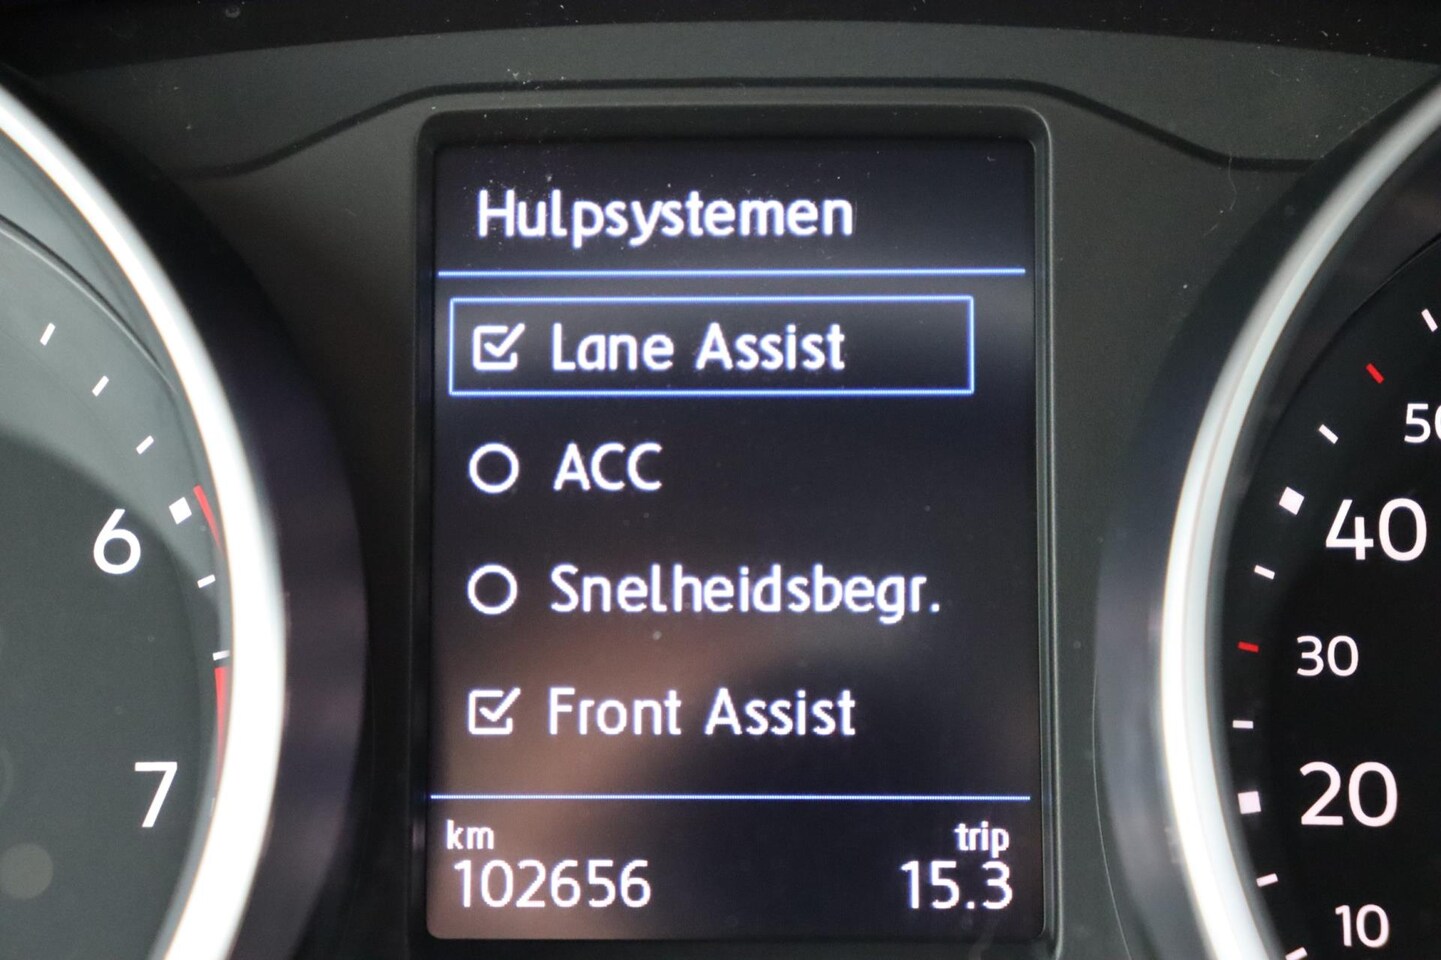 Hulpsystemen
Lane Assist
ACC
Snelheidsbegr.
Front Assist
km
trip
102656
15.3
6
7
50
40
30
20
10